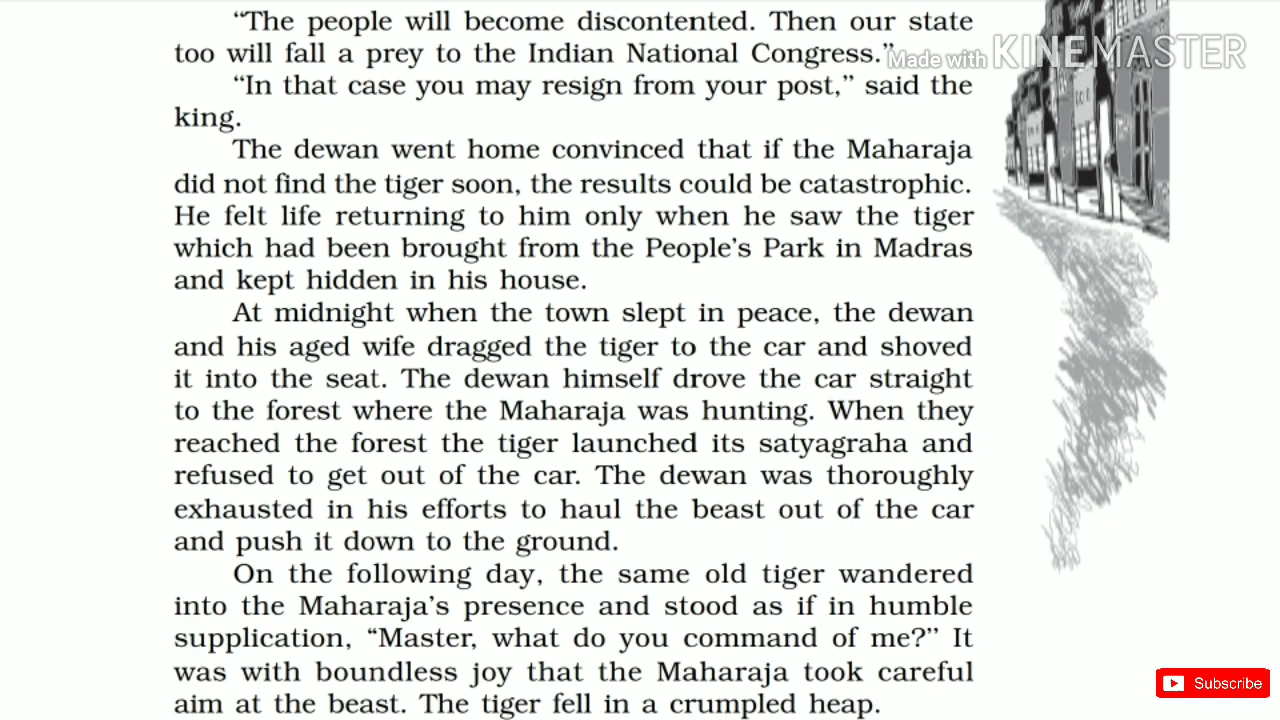 “The people will become discontented. Then our state
too will fall a prey to the Indian National Congress.”
Made with KINEMASTER
“In that case you may resign from your post,” said the
king.
The dewan went home convinced that if the Maharaja
did not find the tiger soon, the results could be catastrophic.
He felt life returning to him only when he saw the tiger
which had been brought from the People’s Park in Madras
and kept hidden in his house.
At midnight when the town slept in peace, the dewan
and his aged wife dragged the tiger to the car and shoved
it into the seat. The dewan himself drove the car straight
to the forest where the Maharaja was hunting. When they
reached the forest the tiger launched its satyagraha and
refused to get out of the car. The dewan was thoroughly
exhausted in his efforts to haul the beast out of the car
and push it down to the ground.
On the following day, the same old tiger wandered
into the Maharaja’s presence and stood as if in humble
supplication, “Master, what do you command of me?” It
was with boundless joy that the Maharaja took careful
aim at the beast. The tiger fell in a crumpled heap.
Subscribe